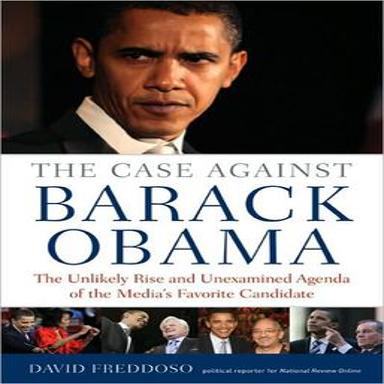 THE CASE AGAINST
BARACK
OBAMA
The Unlikely Rise and Unexamined Agenda
of the Media's Favorite Candidate
DAVID FREDDOSO political reporter for National Review Online